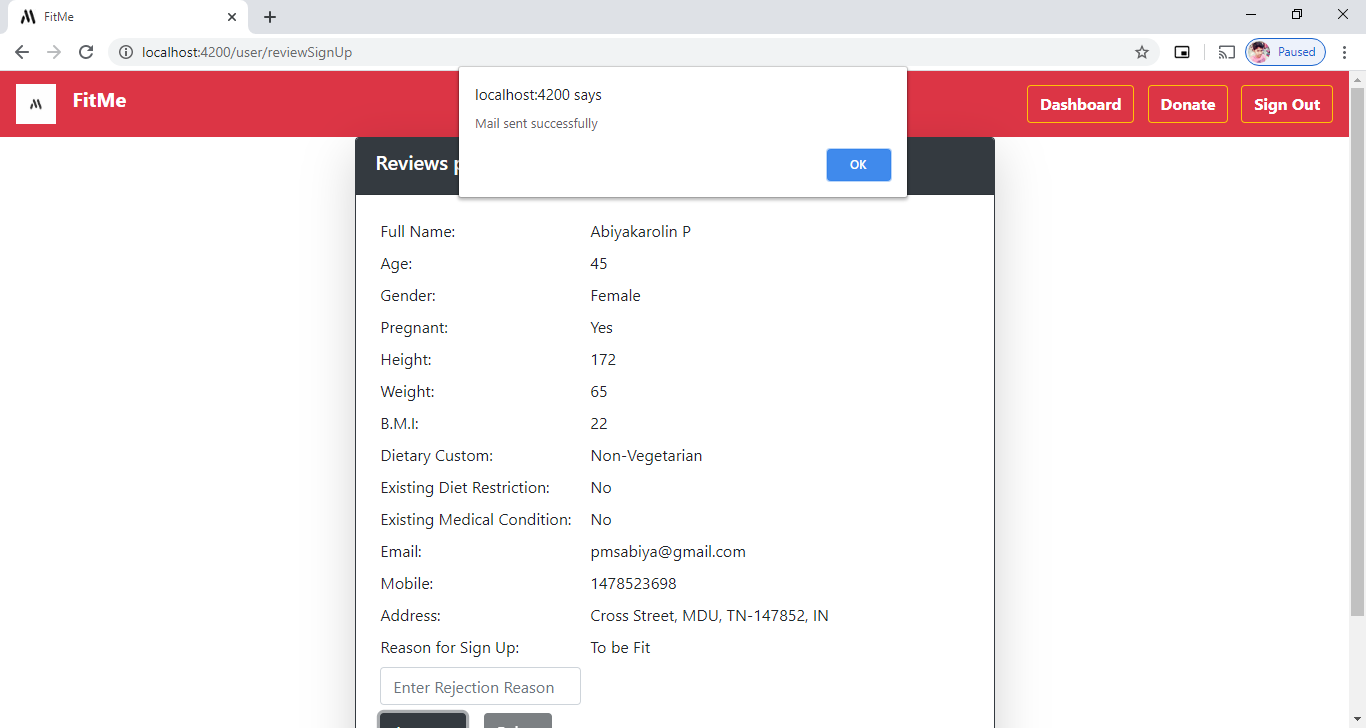 FitMe
localhost:4200/user/reviewSignUp
Paused
FitMe
Dashboard
Donate
Sign Out
localhost:4200 says
Mail sent successfully
OK
Reviews
Full Name: Abiyakarolin P
Age: 45
Gender: Female
Pregnant: Yes
Height: 172
Weight: 65
B.M.I: 22
Dietary Custom: Non-Vegetarian
Existing Diet Restriction: No
Existing Medical Condition: No
Email: pmsabiya@gmail.com
Mobile: 1478523698
Address: Cross Street, MDU, TN-147852, IN
Reason for Sign Up: To be Fit
Enter Rejection Reason